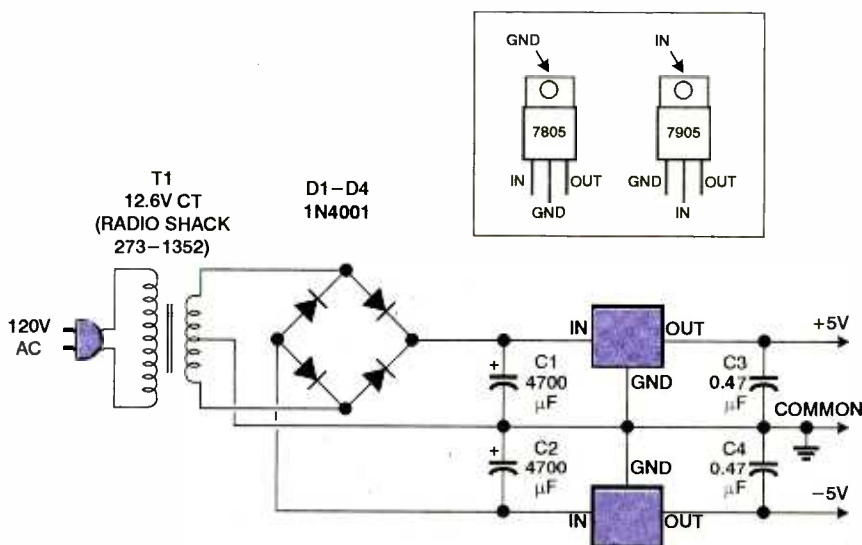 GND
IN
7805
7905
IN
OUT
GND
GND
OUT
IN
T1
12.6V CT
(RADIO SHACK
273–1352)
D1–D4
1N4001
120V
AC
IN
OUT
GND
+5V
+
C1
4700
µF
C3
0.47
µF
COMMON
+
C2
4700
µF
GND
C4
0.47
µF
IN
OUT
−5V